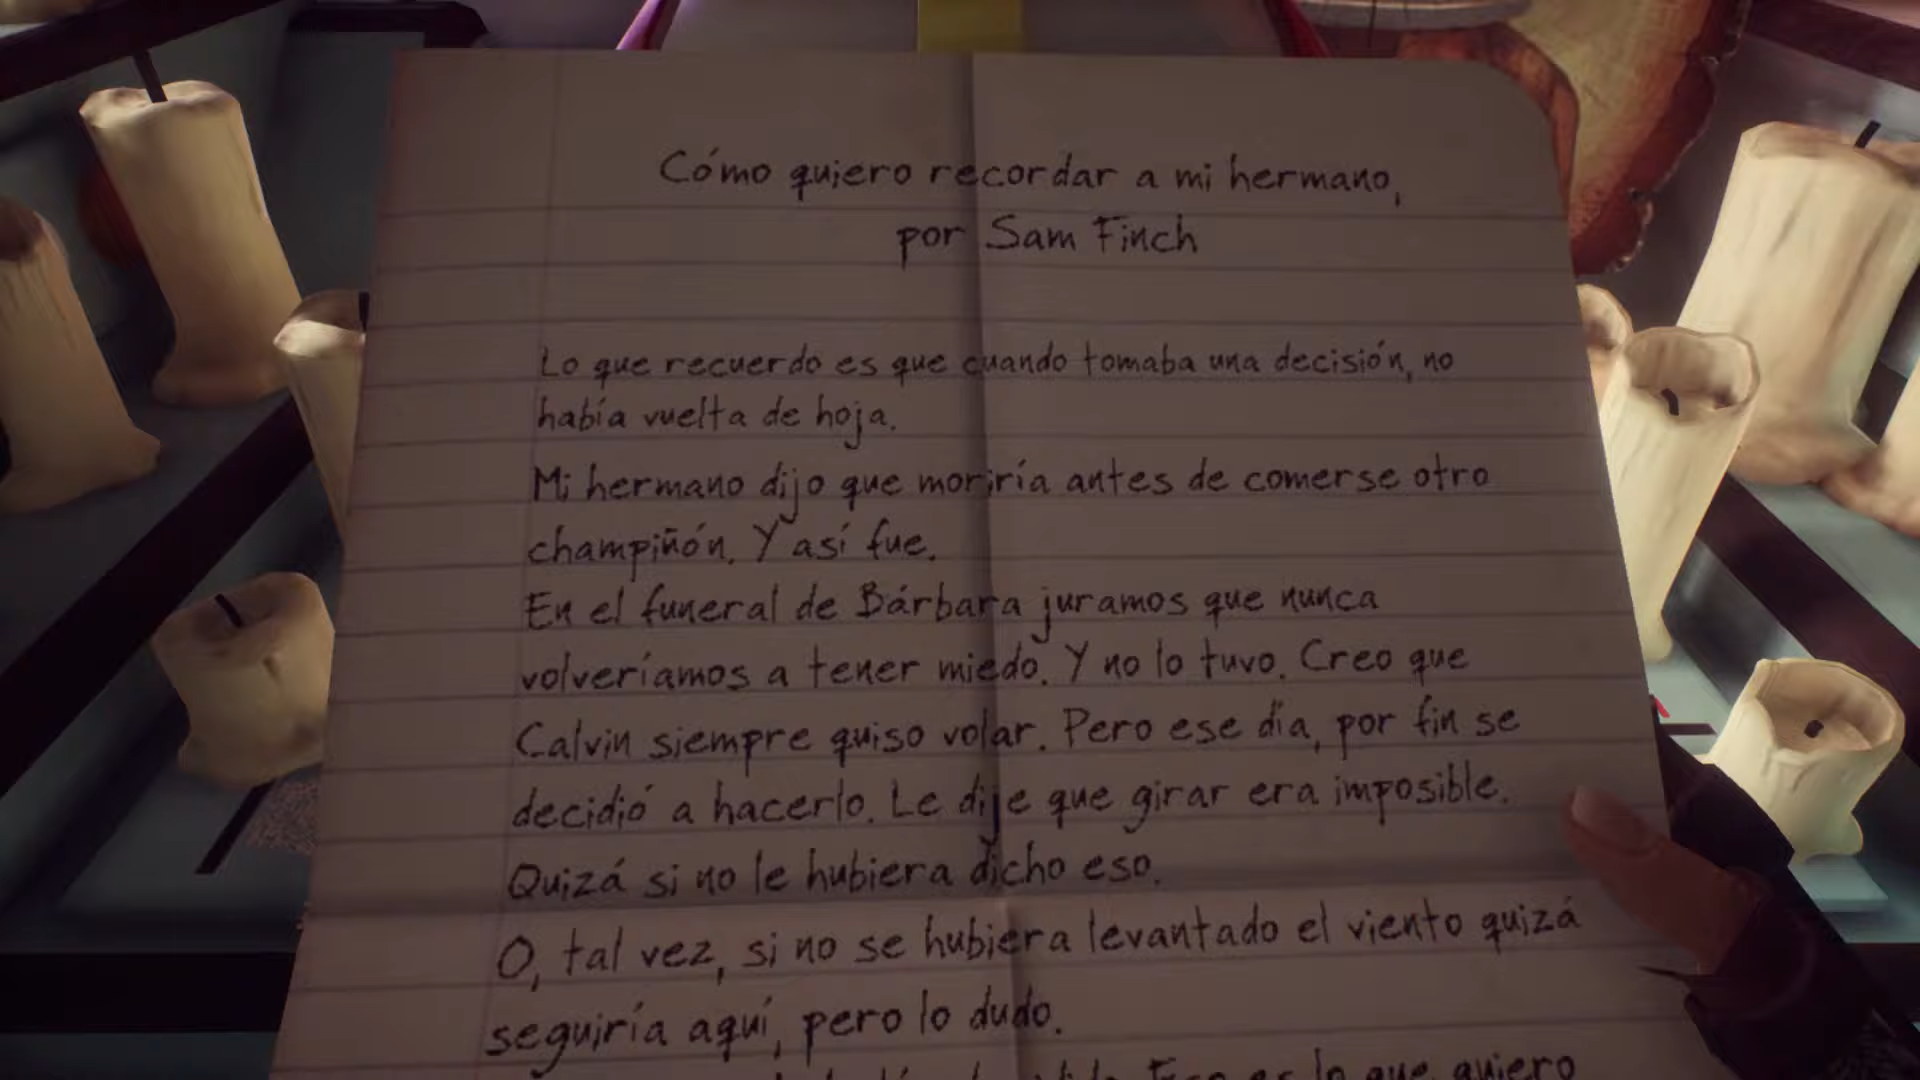 Cómo quiero recordar a mi hermano,
por Sam Finch
Lo que recuerdo es que cuando tomaba una decisión, no
había vuelta de hoja.
Mi hermano dijo que moriría antes de comerse otro
champiñón. Y así fue.
En el funeral de Bárbara juramos que nunca
volveríamos a tener miedo. Y no lo tuvo. Creo que
Calvin siempre quiso volar. Pero ese día, por fin se
decidió a hacerlo. Le dije que girar era imposible.
Quizá si no le hubiera dicho eso.
O, tal vez, si no se hubiera levantado el viento quizá
seguiría aquí, pero lo dudo.
es lo que quiero